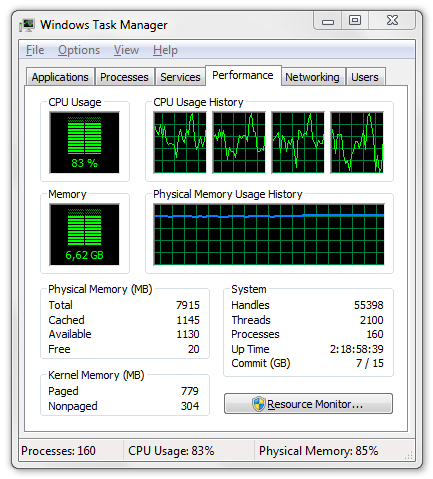 Windows Task Manager
File Options View Help
Applications Processes Services Performance Networking Users
CPU Usage CPU Usage History
83 %
Memory Physical Memory Usage History
6,62 GB
Physical Memory (MB)
Total 7915
Cached 1145
Available 1130
Free 20
System
Handles 55398
Threads 2100
Processes 160
Up Time 2:18:58:39
Commit (GB) 7 / 15
Kernel Memory (MB)
Paged 779
Nonpaged 304
Resource Monitor...
Processes: 160 CPU Usage: 83% Physical Memory: 85%